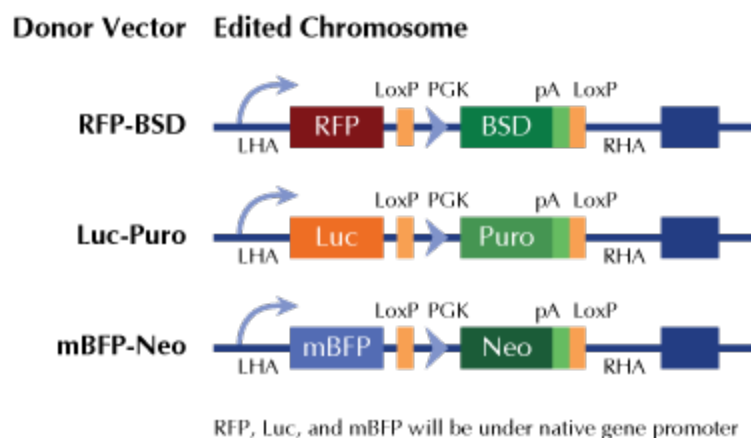 Donor Vector Edited Chromosome
LoxP PGK pA LoxP
RFP-BSD RFP BSD
LHA RHA
LoxP PGK pA LoxP
Luc-Puro Luc Puro
LHA RHA
LoxP PGK pA LoxP
mBFP-Neo mBFP Neo
LHA RHA
RFP, Luc, and mBFP will be under native gene promoter